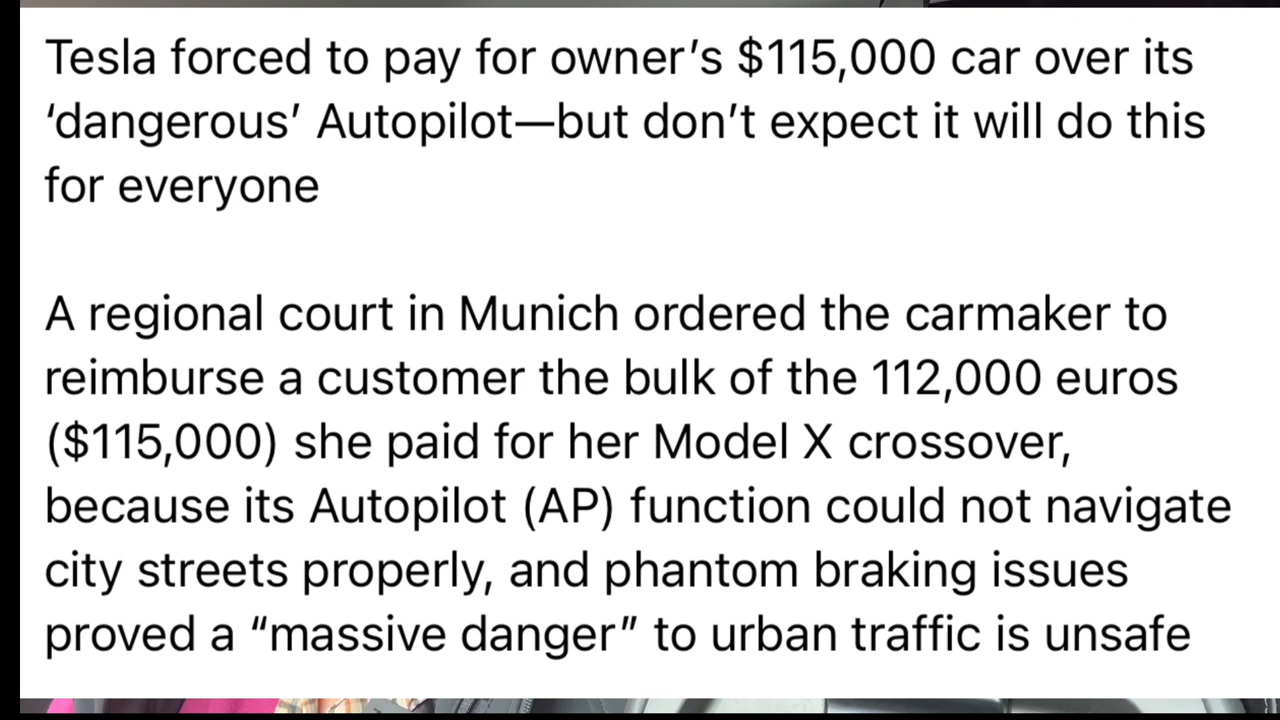 Tesla forced to pay for owner’s $115,000 car over its
‘dangerous’ Autopilot—but don’t expect it will do this
for everyone
A regional court in Munich ordered the carmaker to
reimburse a customer the bulk of the 112,000 euros
($115,000) she paid for her Model X crossover,
because its Autopilot (AP) function could not navigate
city streets properly, and phantom braking issues
proved a “massive danger” to urban traffic is unsafe